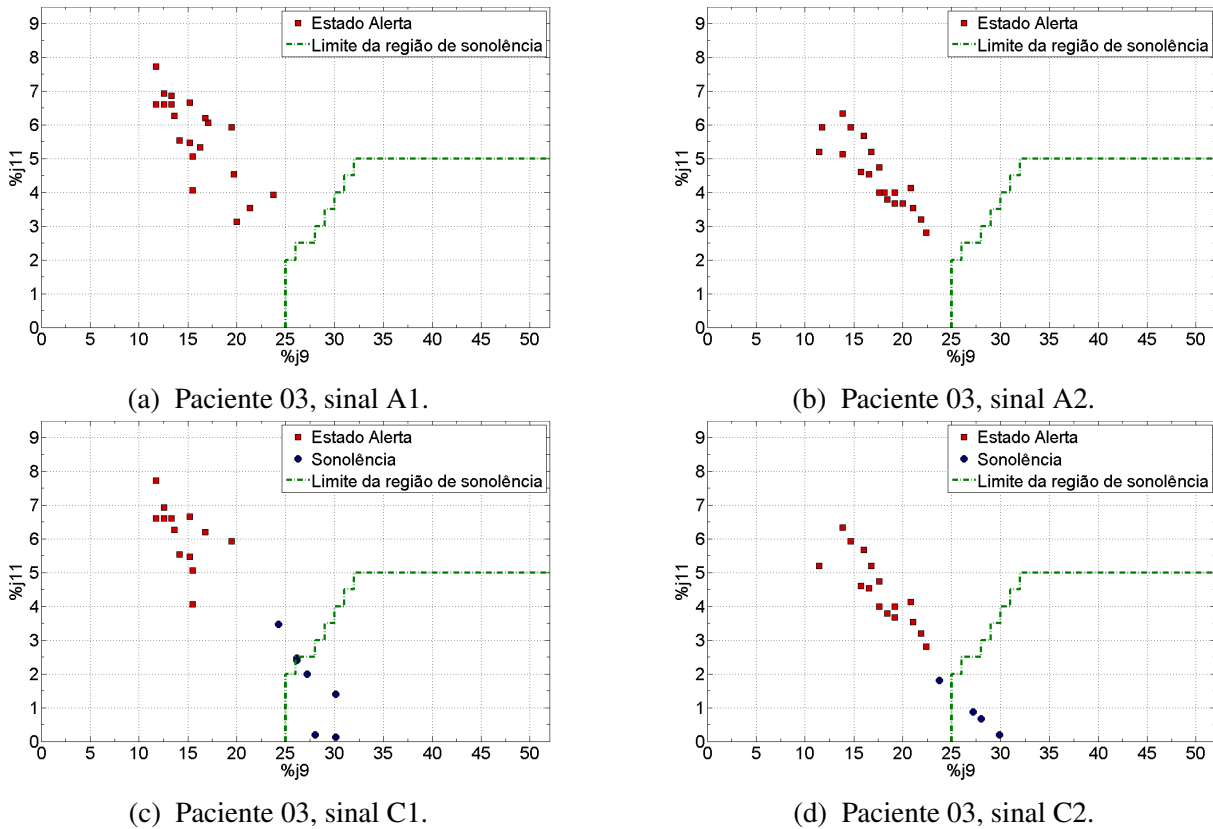 9
8
7
6
5
4
3
2
1
0
%j11
Estado Alerta
Limite da região de sonolência
0 5 10 15 20 25 30 35 40 45 50
%j9
(a) Paciente 03, sinal A1.
9
8
7
6
5
4
3
2
1
0
%j11
Estado Alerta
Limite da região de sonolência
0 5 10 15 20 25 30 35 40 45 50
%j9
(b) Paciente 03, sinal A2.
9
8
7
6
5
4
3
2
1
0
%j11
Estado Alerta
Sonolência
Limite da região de sonolência
0 5 10 15 20 25 30 35 40 45 50
%j9
(c) Paciente 03, sinal C1.
9
8
7
6
5
4
3
2
1
0
%j11
Estado Alerta
Sonolência
Limite da região de sonolência
0 5 10 15 20 25 30 35 40 45 50
%j9
(d) Paciente 03, sinal C2.